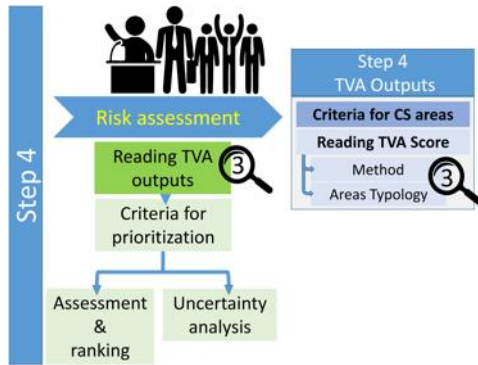 Step 4
Risk assessment
Reading TVA
outputs
3
Criteria for
prioritization
Assessment
&
ranking
Uncertainty
analysis
Step 4
TVA Outputs
Criteria for CS areas
Reading TVA Score
Method
Areas Typology
3